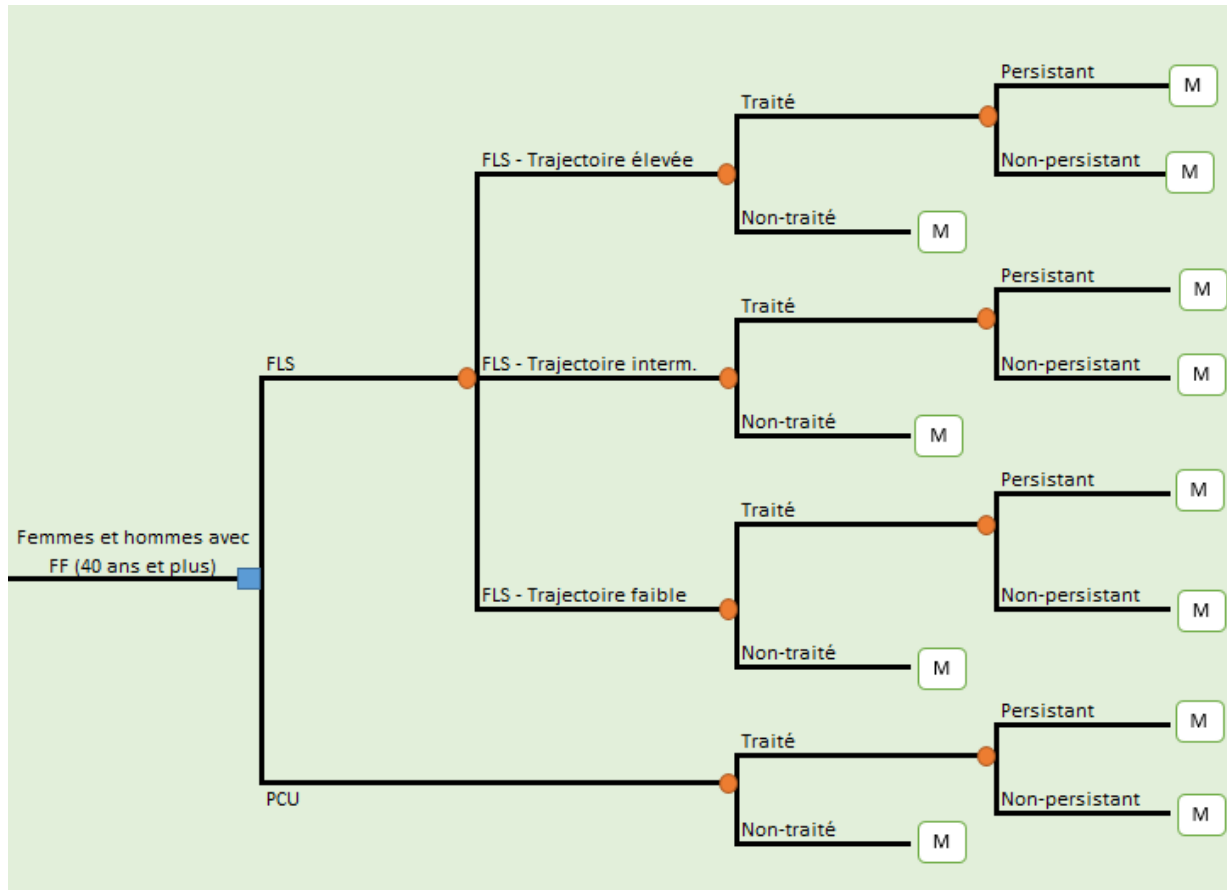 Persistant
M
Traité
Non-persistant
M
FLS - Trajectoire élevée
Non-traité
M
Persistant
M
Traité
FLS
FLS - Trajectoire interm.
Non-persistant
M
Non-traité
M
Persistant
M
Traité
Femmes et hommes avec
FF (40 ans et plus)
FLS - Trajectoire faible
Non-persistant
M
Non-traité
M
Persistant
M
Traité
PCU
Non-persistant
M
Non-traité
M